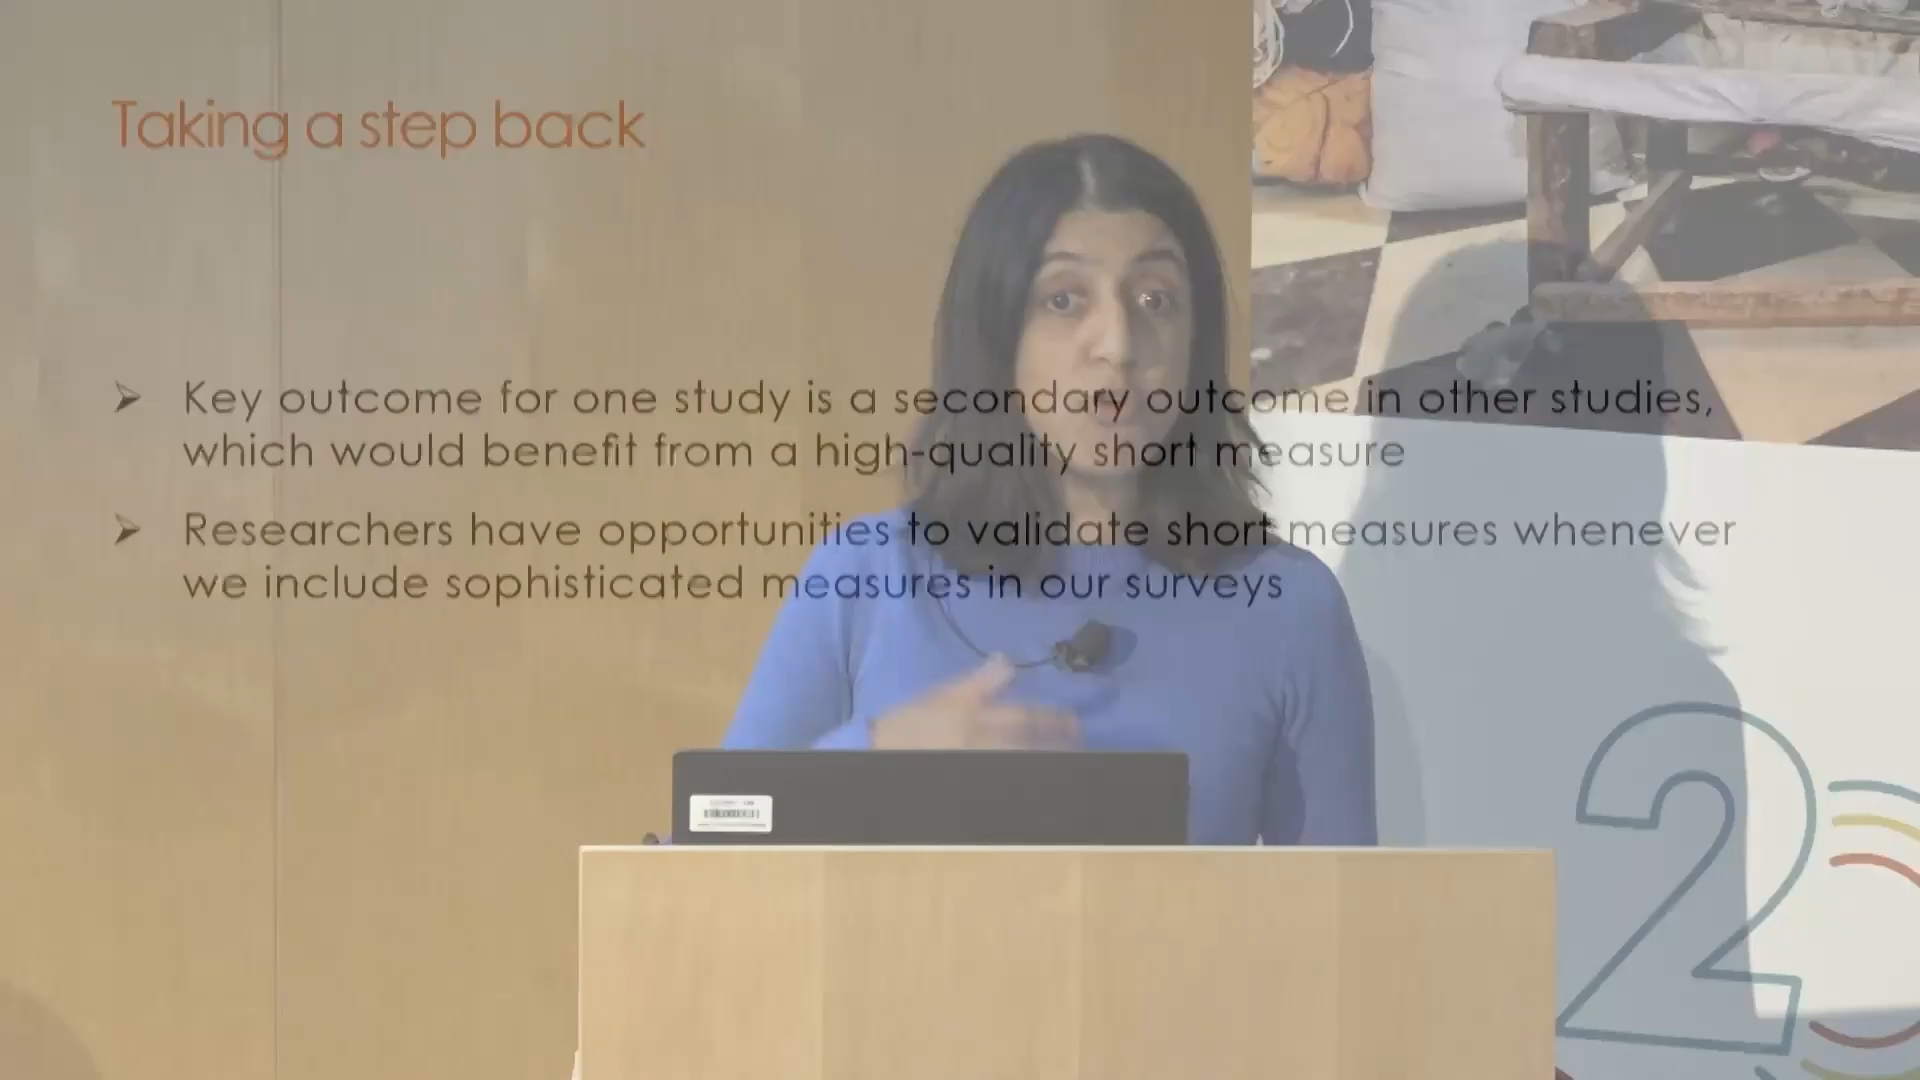 Taking a step back
➢ Key outcome for one study is a secondary outcome in other studies,
which would benefit from a high-quality short measure
➢ Researchers have opportunities to validate short measures whenever
we include sophisticated measures in our surveys
2